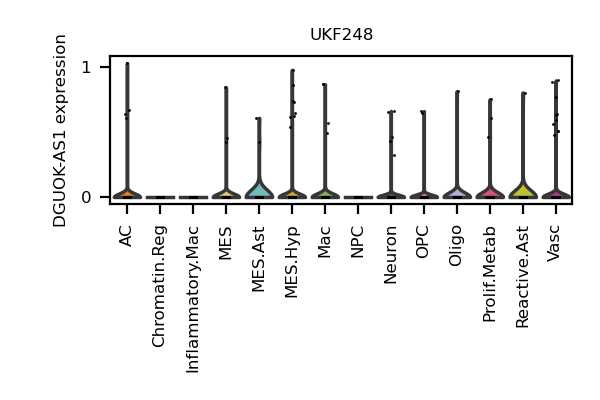 UKF248
DGUOK-AS1 expression
1
0
AC
Chromatin.Reg
Inflammatory.Mac
MES
MES.Ast
MES.Hyp
Mac
NPC
Neuron
OPC
Oligo
Prolif.Metab
Reactive.Ast
Vasc